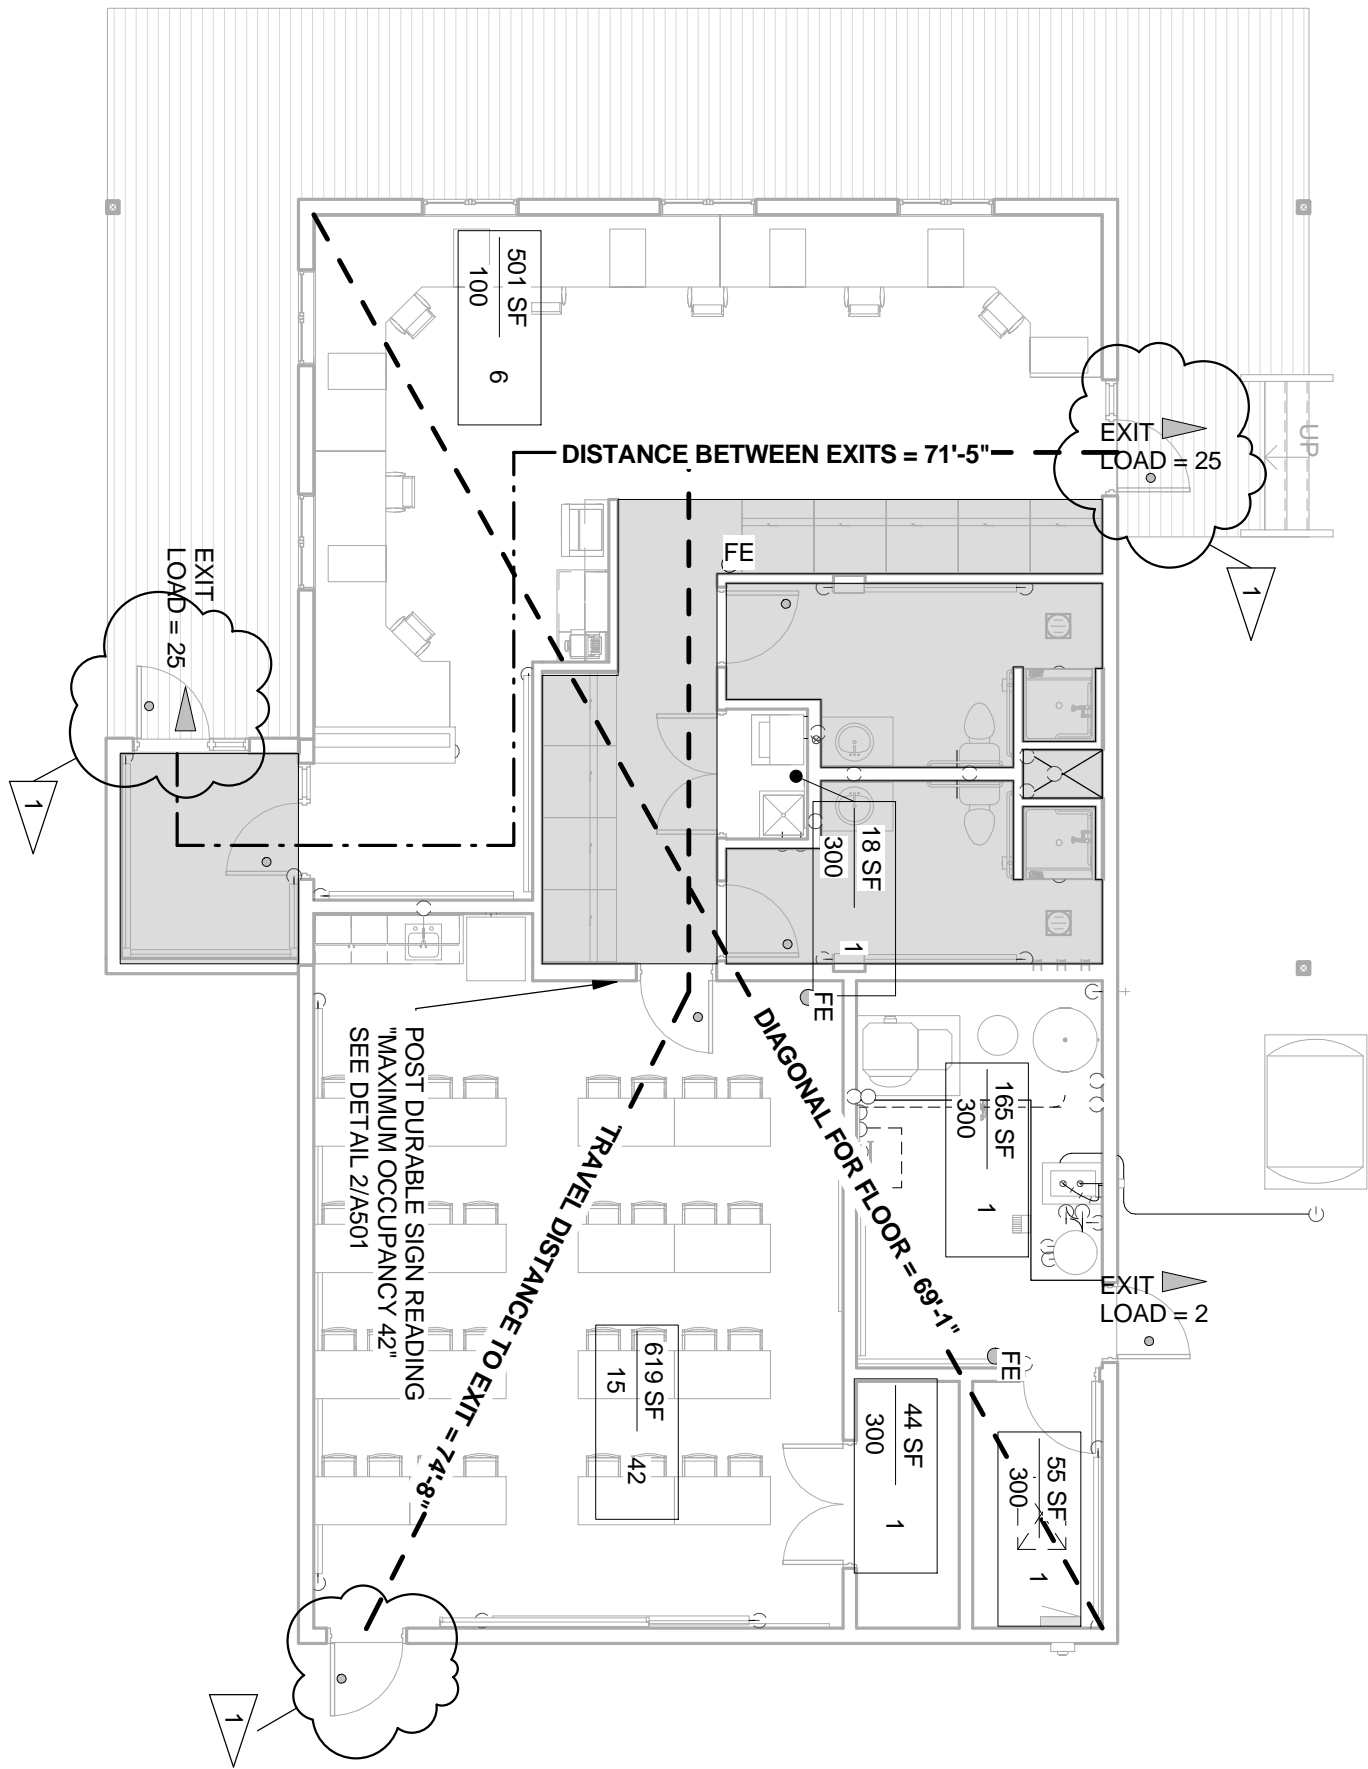 501 SF
100
6
DISTANCE BETWEEN EXITS = 71'-5"
EXIT
LOAD = 25
UP
1
FE
EXIT
LOAD = 25
1
18 SF
300
1
FE
POST DURABLE SIGN READING
"MAXIMUM OCCUPANCY 42"
SEE DETAIL 2/A501
DIAGONAL FOR FLOOR = 69'-1"
165 SF
300
1
TRAVEL DISTANCE TO EXIT = 74'-8"
EXIT
LOAD = 2
FE
619 SF
15
42
44 SF
300
1
55 SF
300
1
1